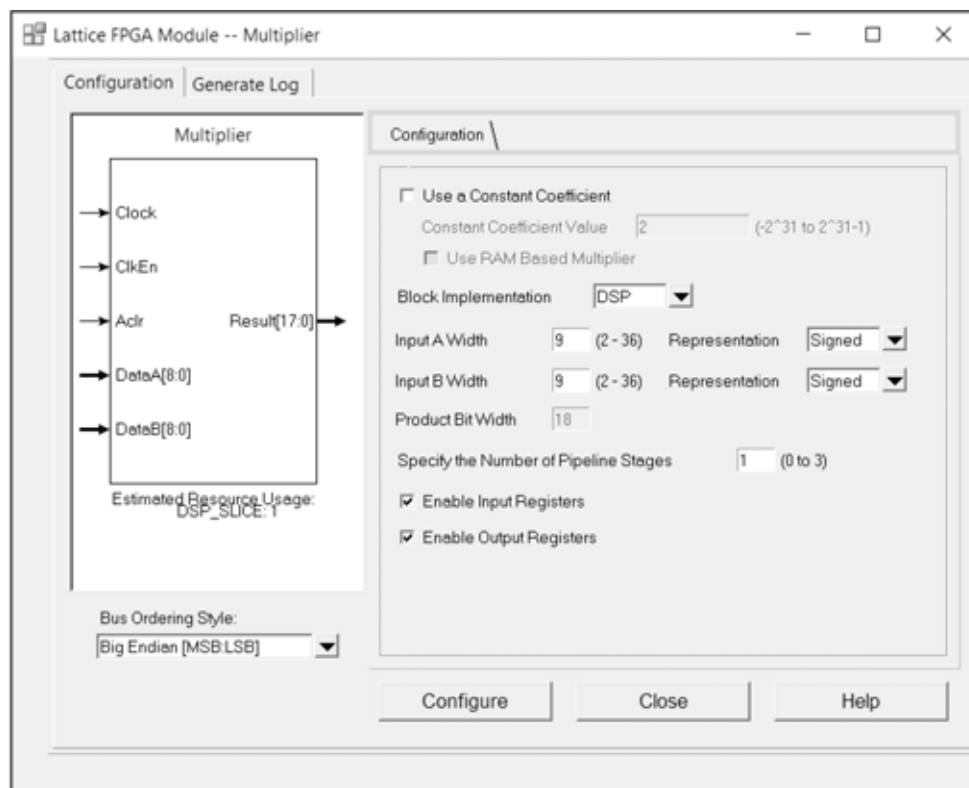 Lattice FPGA Module -- Multiplier
Configuration
Generate Log
Multiplier
Clock
ClkEn
Aclr
Result[17:0]
DataA[8:0]
DataB[8:0]
Estimated Resource Usage:
DSP_SLICE: 1
Bus Ordering Style:
Big Endian [MSB:LSB]
Configuration
Use a Constant Coefficient
Constant Coefficient Value 2 (-2^31 to 2^31-1)
Use RAM Based Multiplier
Block Implementation DSP
Input A Width 9 (2 - 36) Representation Signed
Input B Width 9 (2 - 36) Representation Signed
Product Bit Width 18
Specify the Number of Pipeline Stages 1 (0 to 3)
Enable Input Registers
Enable Output Registers
Configure Close Help